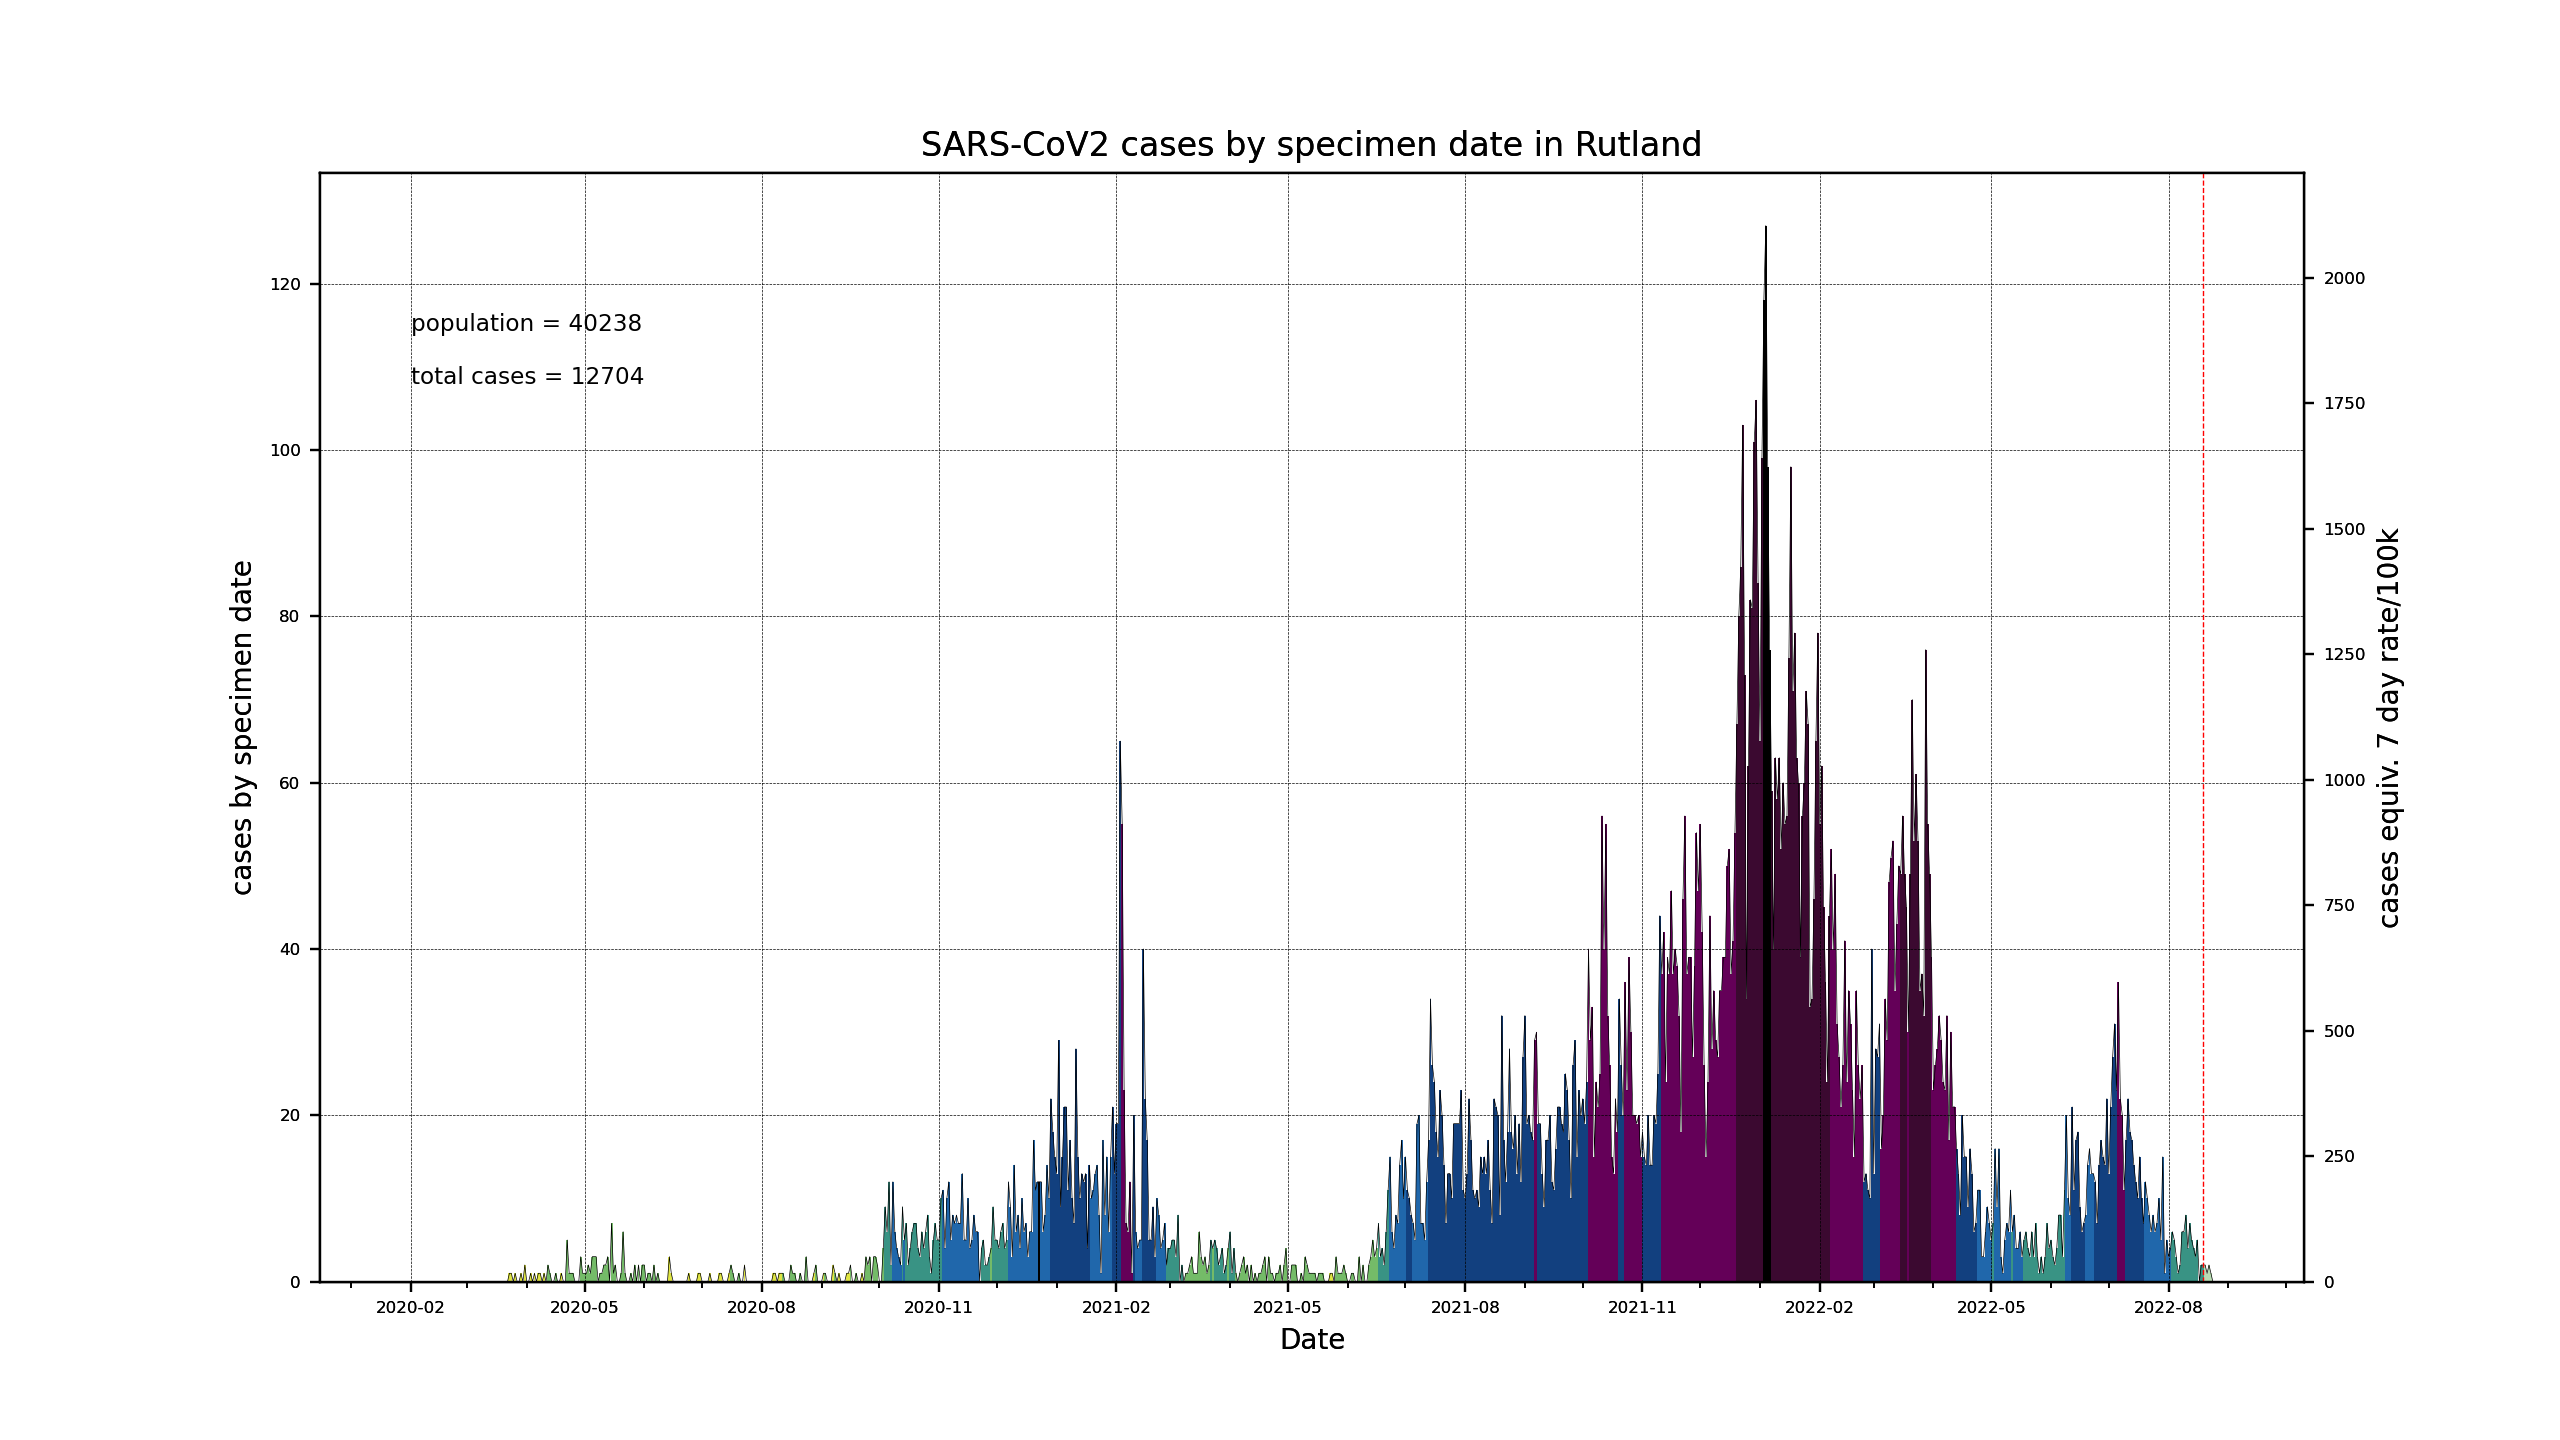 SARS-CoV2 cases by specimen date in Rutland
population = 40238
total cases = 12704
cases by specimen date
120
100
80
60
40
20
0
2000
1750
1500
1250
1000
750
500
250
0
cases equiv. 7 day rate/100k
2020-02 2020-05 2020-08 2020-11 2021-02 2021-05 2021-08 2021-11 2022-02 2022-05 2022-08
Date